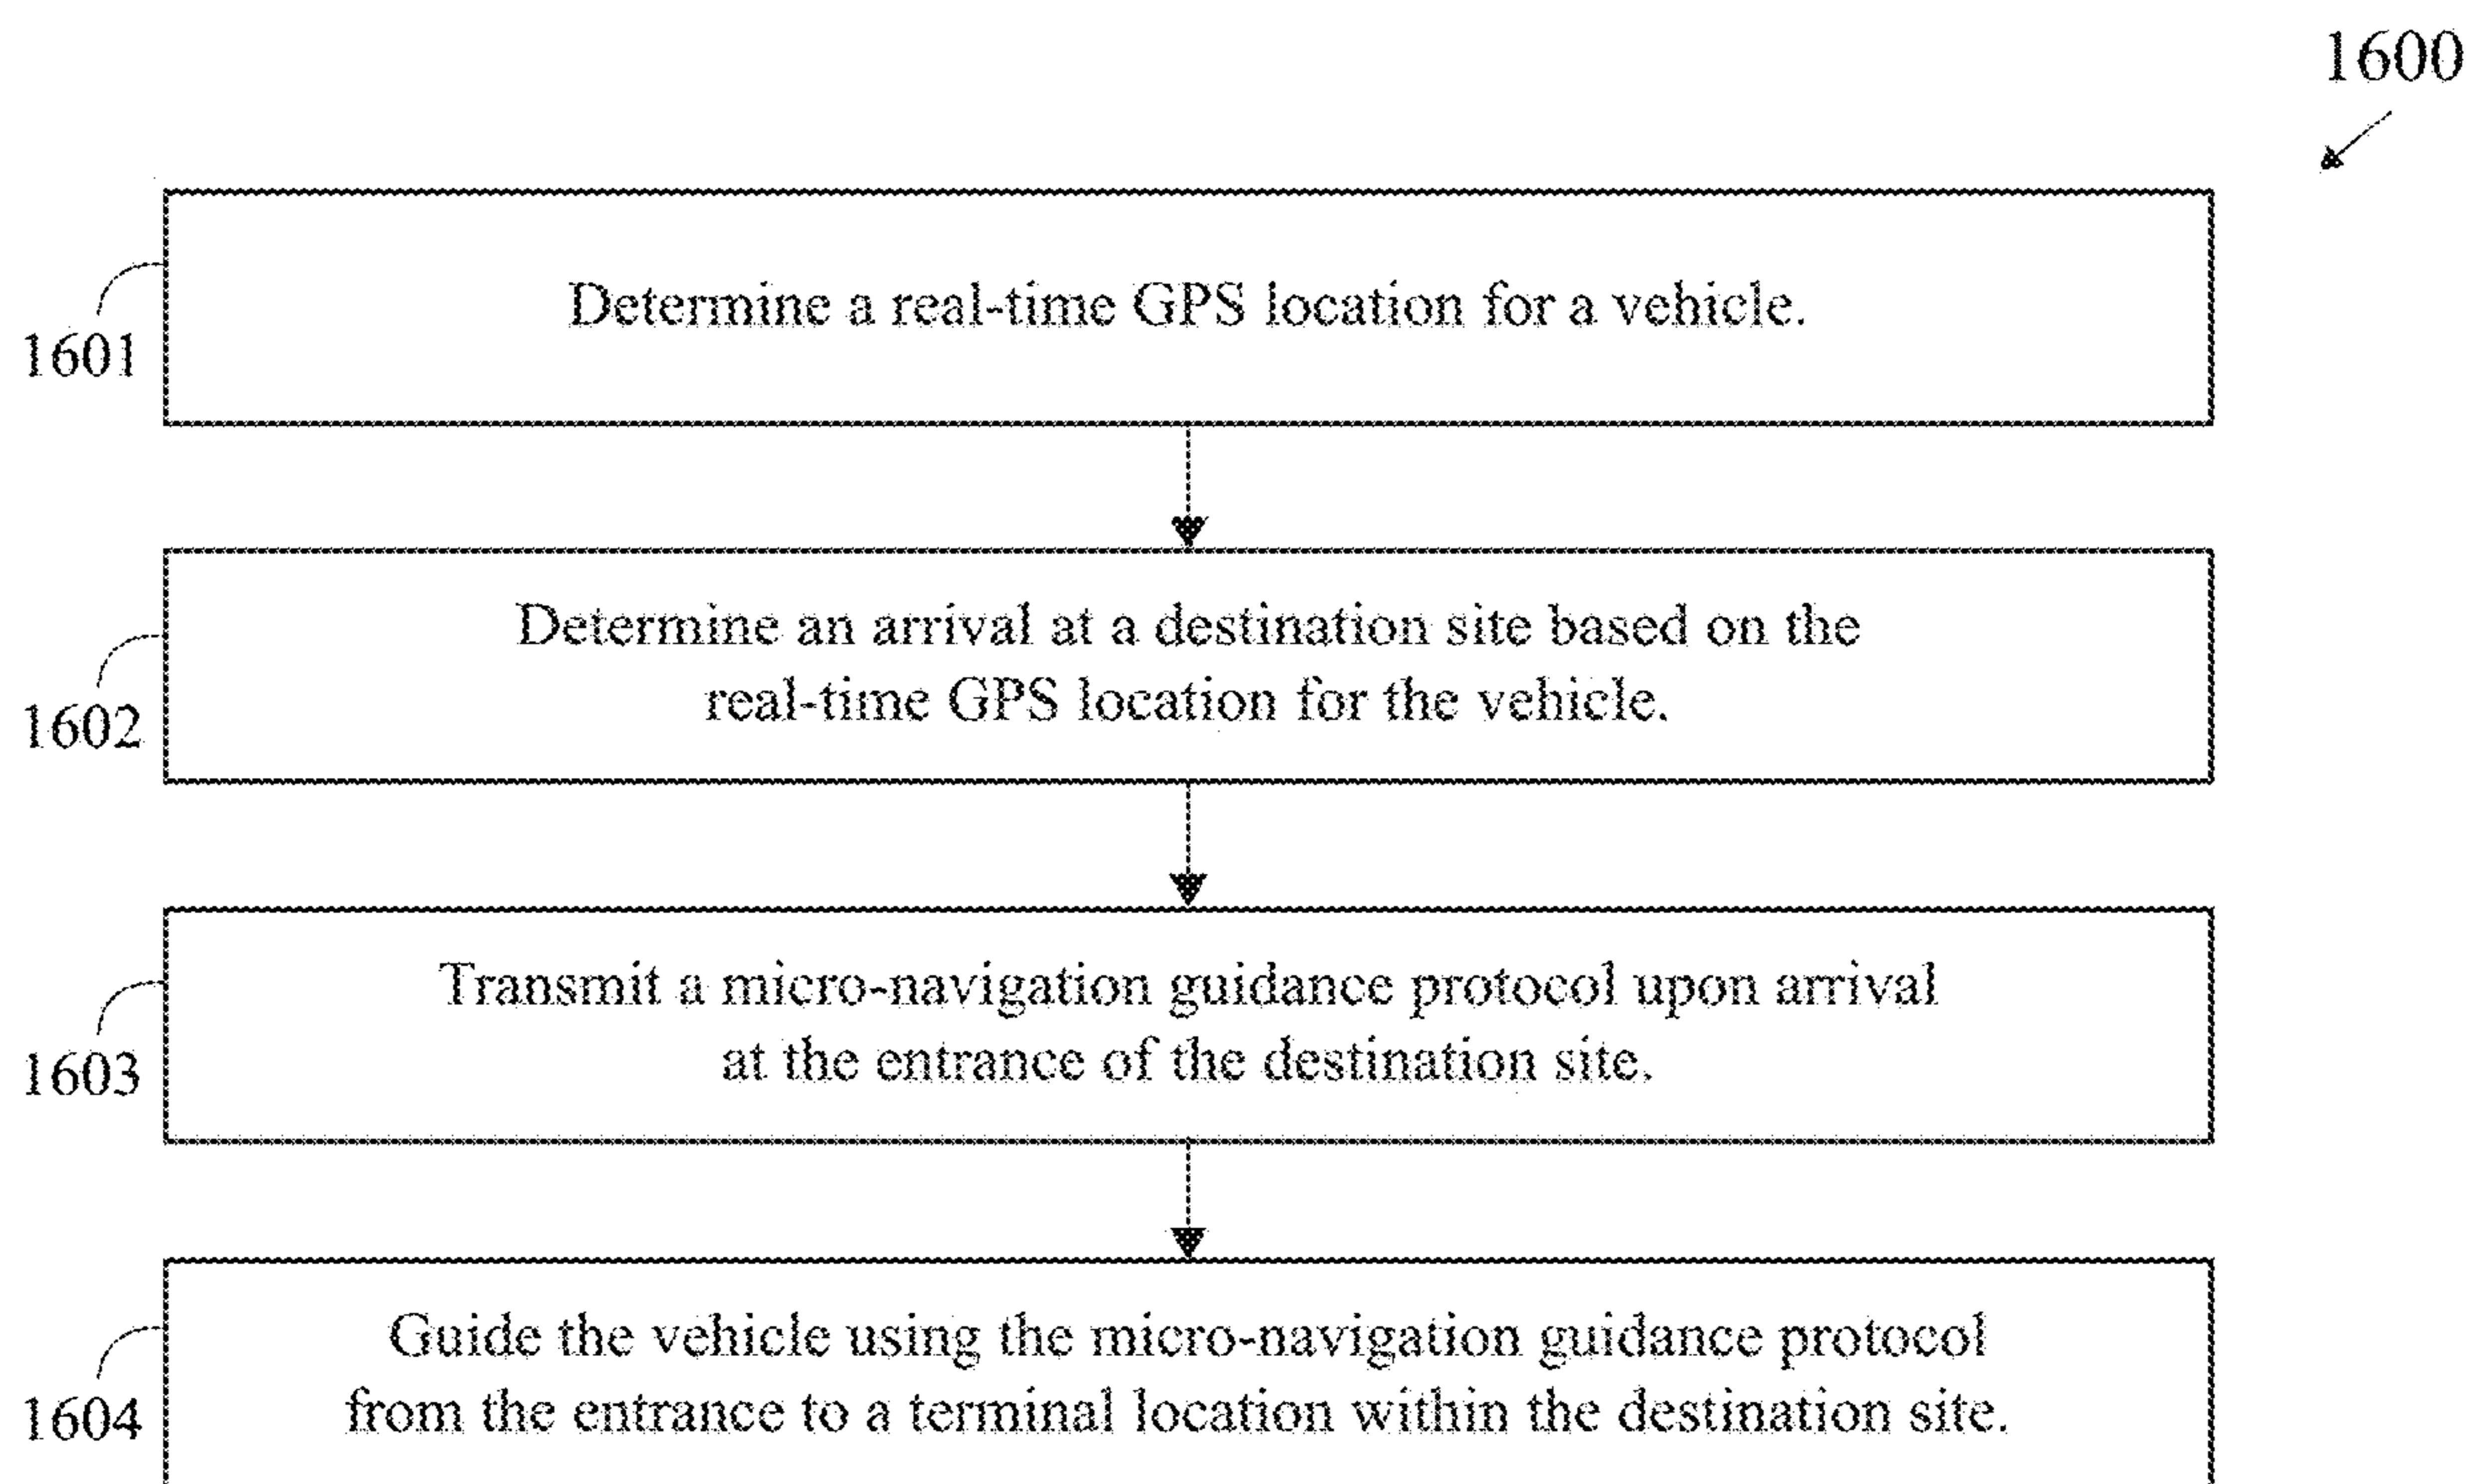 1600
Determine a real-time GPS location for a vehicle.
1601
Determine an arrival at a destination site based on the
real-time GPS location for the vehicle.
1602
Transmit a micro-navigation guidance protocol upon arrival
at the entrance of the destination site.
1603
Guide the vehicle using the micro-navigation guidance protocol
from the entrance to a terminal location within the destination site.
1604